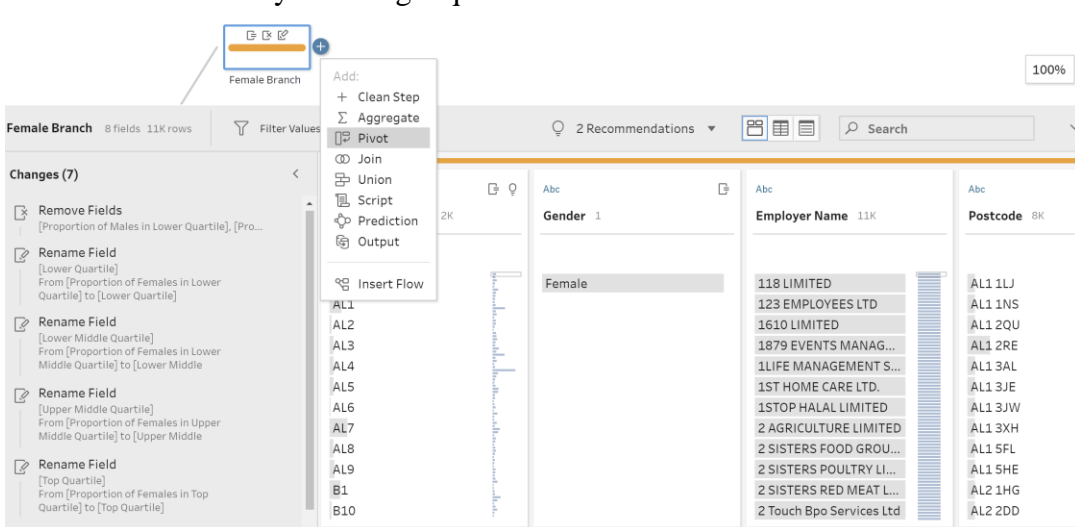 Female Branch
Add:
Clean Step
Aggregate
Pivot
Join
Union
Script
Prediction
Output
Insert Flow
100%
Female Branch 8 fields 11K rows
Filter Values
2 Recommendations
Search
Changes (7)
Remove Fields
[Proportion of Males in Lower Quartile], [Pro...
Rename Field
[Lower Quartile]
From [Proportion of Females in Lower
Quartile] to [Lower Quartile]
Rename Field
[Lower Middle Quartile]
From [Proportion of Females in Lower
Middle Quartile] to [Lower Middle
Rename Field
[Upper Middle Quartile]
From [Proportion of Females in Upper
Middle Quartile] to [Upper Middle
Rename Field
[Top Quartile]
From [Proportion of Females in Top
Quartile] to [Top Quartile]
2K
AL1
AL2
AL3
AL4
AL5
AL6
AL7
AL8
AL9
B1
B10
Abc
Gender 1
Female
Abc
Employer Name 11K
118 LIMITED
123 EMPLOYEES LTD
1610 LIMITED
1879 EVENTS MANAG...
1LIFE MANAGEMENT S...
1ST HOME CARE LTD.
1STOP HALAL LIMITED
2 AGRICULTURE LIMITED
2 SISTERS FOOD GROU...
2 SISTERS POULTRY LI...
2 SISTERS RED MEAT L...
2 Touch Bpo Services Ltd
Abc
Postcode 8K
AL1 1LJ
AL1 1NS
AL1 2QU
AL1 2RE
AL1 3AL
AL1 3JE
AL1 3JW
AL1 3XH
AL1 5FL
AL1 5HE
AL2 1HG
AL2 2DD